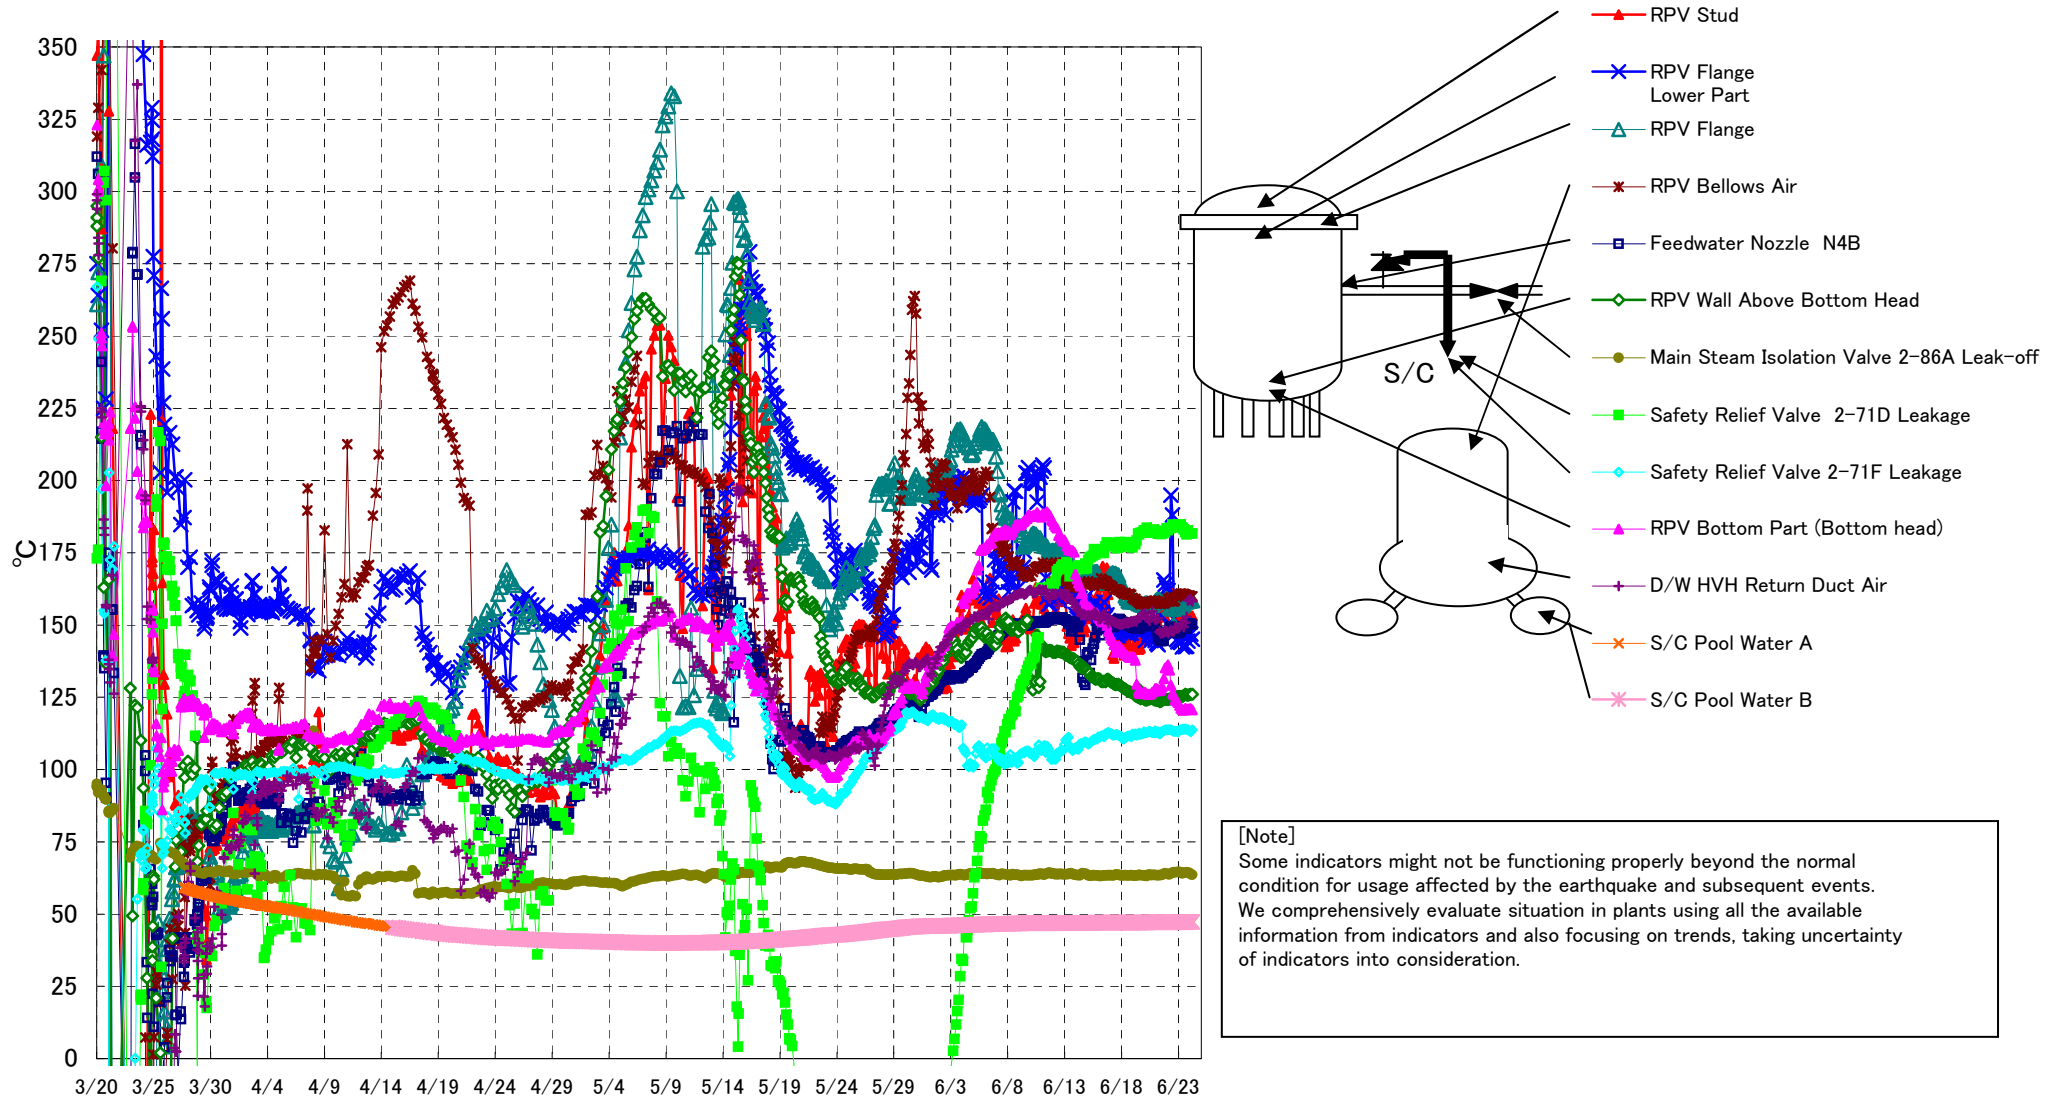 350
325
300
275
250
225
200
175
150
125
100
75
50
25
0
℃
3/20 3/25 3/30 4/4 4/9 4/14 4/19 4/24 4/29 5/4 5/9 5/14 5/19 5/24 5/29 6/3 6/8 6/13 6/18 6/23
RPV Stud
RPV Flange
Lower Part
RPV Flange
RPV Bellows Air
Feedwater Nozzle N4B
RPV Wall Above Bottom Head
Main Steam Isolation Valve 2-86A Leak-off
Safety Relief Valve 2-71D Leakage
Safety Relief Valve 2-71F Leakage
RPV Bottom Part (Bottom head)
D/W HVH Return Duct Air
S/C Pool Water A
S/C Pool Water B
S/C
[Note]
Some indicators might not be functioning properly beyond the normal
condition for usage affected by the earthquake and subsequent events.
We comprehensively evaluate situation in plants using all the available
information from indicators and also focusing on trends, taking uncertainty
of indicators into consideration.